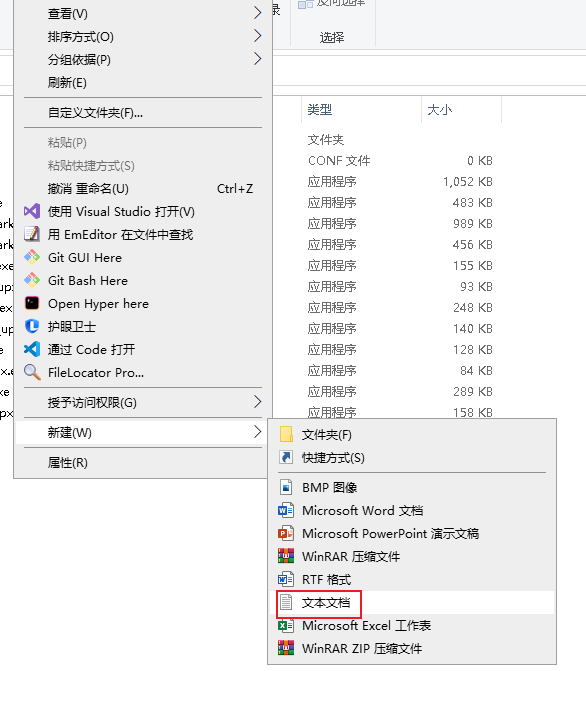 查看(V)
排序方式(O)
分组依据(P)
刷新(E)
自定义文件夹(F)...
粘贴(P)
粘贴快捷方式(S)
撤消 重命名(U) Ctrl+Z
使用 Visual Studio 打开(V)
用 EmEditor 在文件中查找
Git GUI Here
Git Bash Here
Open Hyper here
护眼卫士
通过 Code 打开
FileLocator Pro...
授予访问权限(G)
新建(W)
属性(R)
选择
类型 大小
文件夹
CONF 文件 0 KB
应用程序 1,052 KB
应用程序 483 KB
应用程序 989 KB
应用程序 456 KB
应用程序 155 KB
应用程序 93 KB
应用程序 248 KB
应用程序 140 KB
应用程序 128 KB
应用程序 84 KB
应用程序 289 KB
应用程序 158 KB
文件夹(F)
快捷方式(S)
BMP 图像
Microsoft Word 文档
Microsoft PowerPoint 演示文稿
WinRAR 压缩文件
RTF 格式
文本文档
Microsoft Excel 工作表
WinRAR ZIP 压缩文件